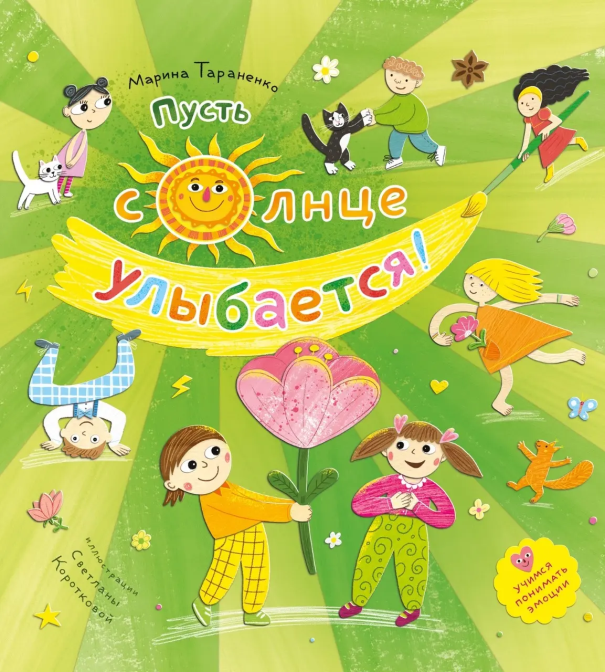 Марина Тараненко
Пусть
солнце
улыбается!
иллюстрации
Светланы
Коротковой
учимся
понимать
эмоции